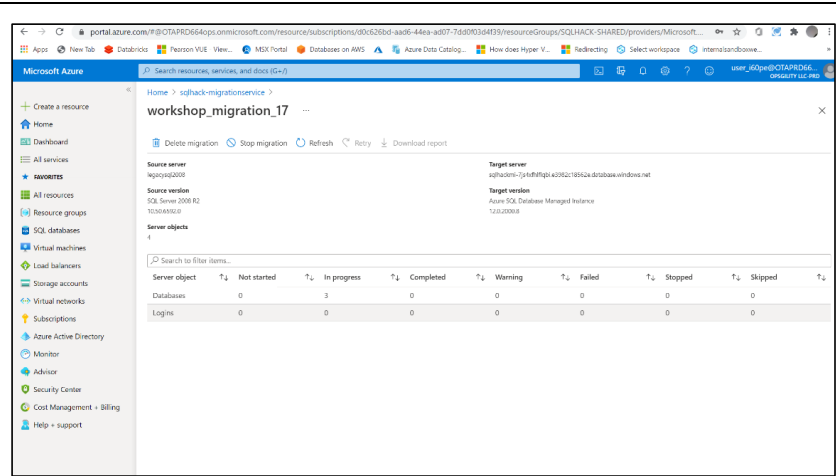 portal.azure.com/#@OTAPRD664ops.onmicrosoft.com/resource/subscriptions/d0c626bd-aad6-44ea-ad07-7dd0f03d4f39/resourceGroups/SQLHACK-SHARED/providers/Microsoft....
Apps New Tab Databricks Pearson VUE View... MSX Portal Databases on AWS Azure Data Catalog... How does Hyper V... Redirecting Select workspace internalsandboxwe...
Microsoft Azure Search resources, services, and docs (G+/) user_i60pe@OTAPRD66...
OPSGILITY LLC-PRD
Home > sqlhack-migrationservice >
Create a resource
workshop_migration_17 ...
Home
Dashboard
Delete migration Stop migration Refresh Retry Download report
All services
FAVORITES
Source server Target server
legacysql2008
All resources
Source version Target version
Resource groups
SQL Server 2008 R2 Azure SQL Database Managed Instance
10.50.6592.0 12.0.2000.8
SQL databases
Server objects
4
Virtual machines
Load balancers
Search to filter items...
Server object Not started In progress Completed Warning Failed Stopped Skipped
Storage accounts
Databases 0 3 0 0 0 0 0
Virtual networks
Logins 0 0 0 0 0 0 0
Subscriptions
Azure Active Directory
Monitor
Advisor
Security Center
Cost Management + Billing
Help + support